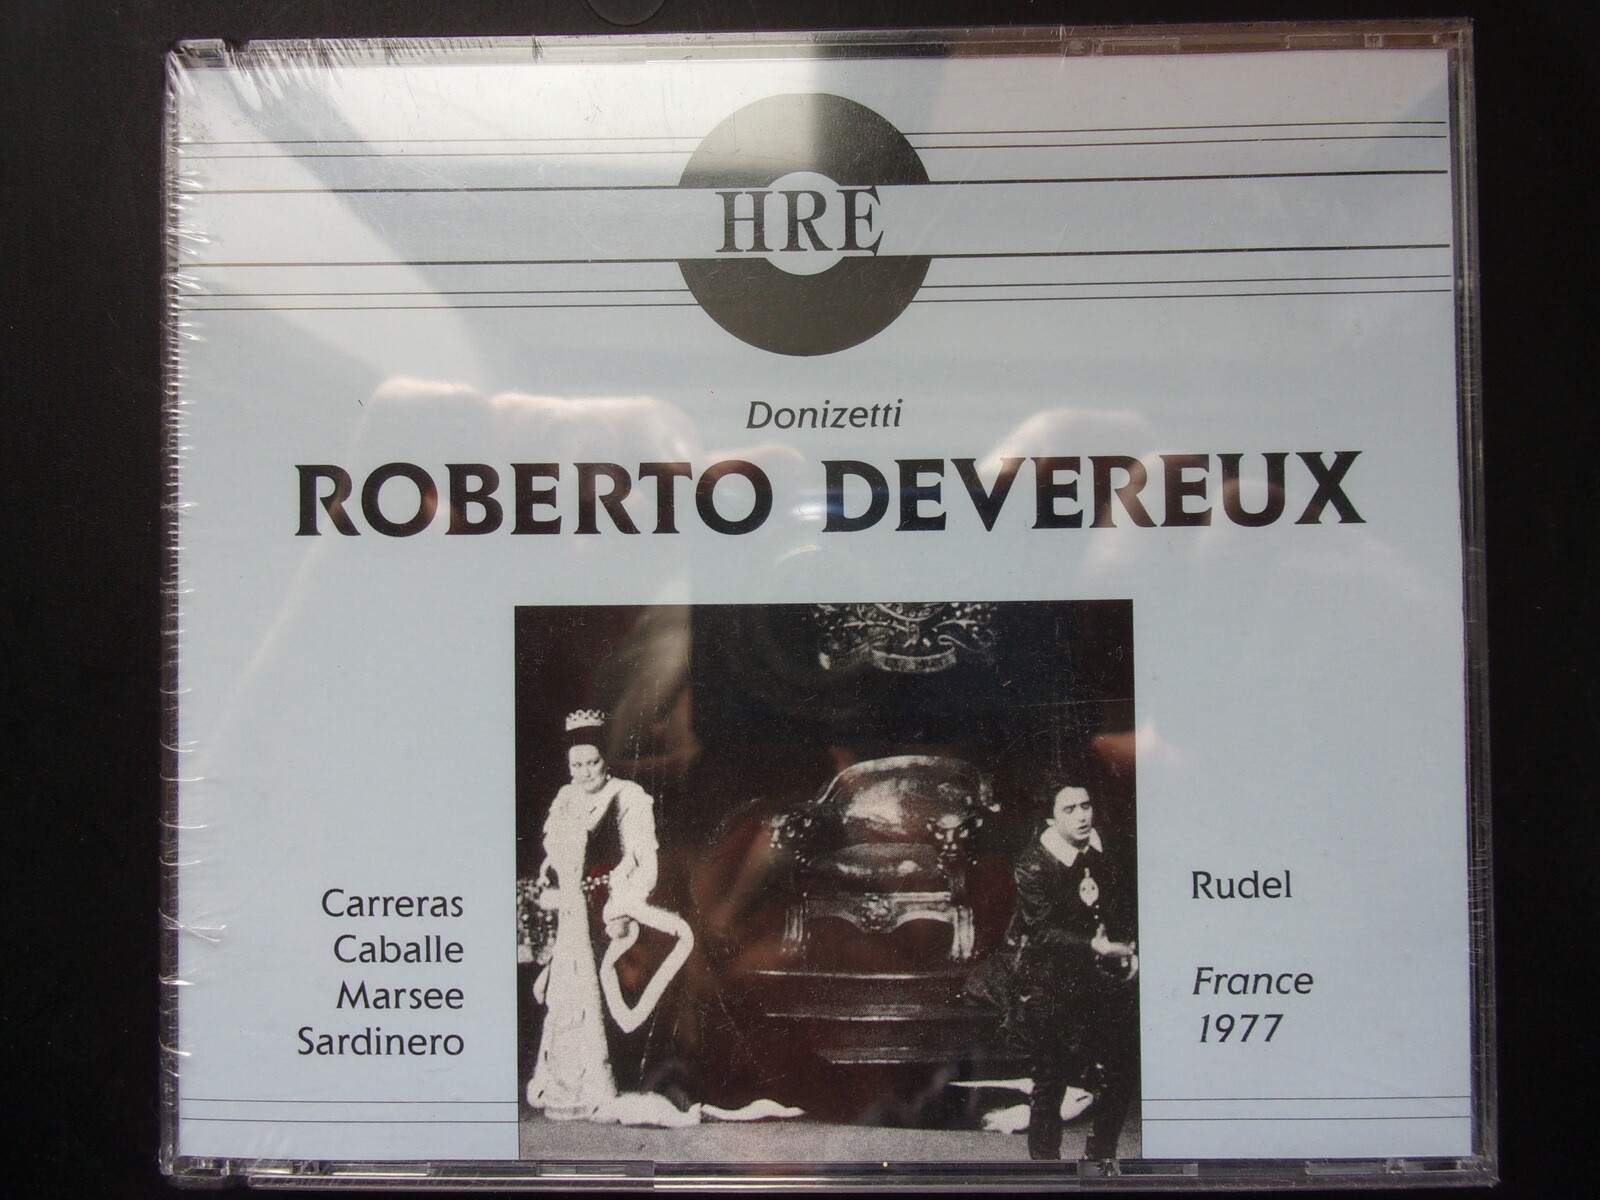 HRE
Donizetti
ROBERTO DEVEREUX
Carreras
Caballe
Marsee
Sardinero
Rudel
France
1977